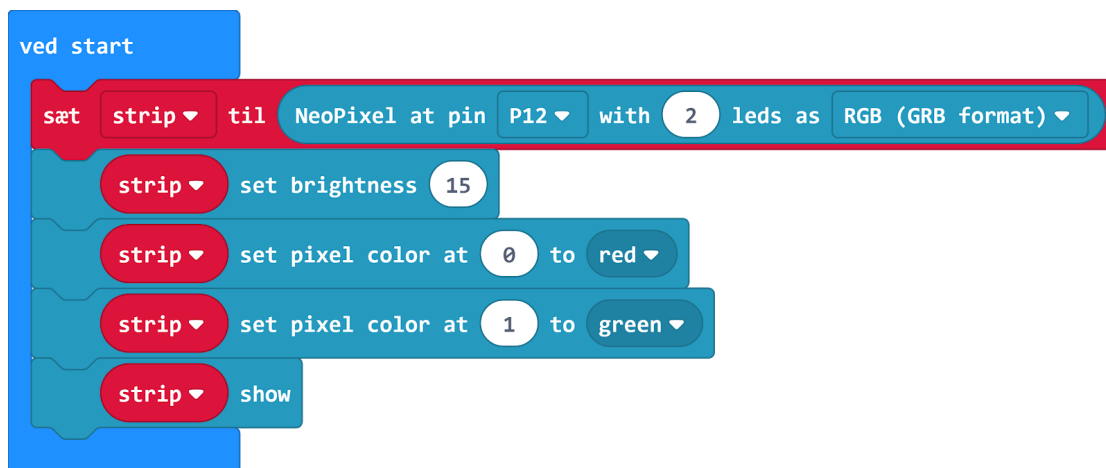 ved start
sæt strip til NeoPixel at pin P12 with 2 leds as RGB (GRB format)
strip set brightness 15
strip set pixel color at 0 to red
strip set pixel color at 1 to green
strip show